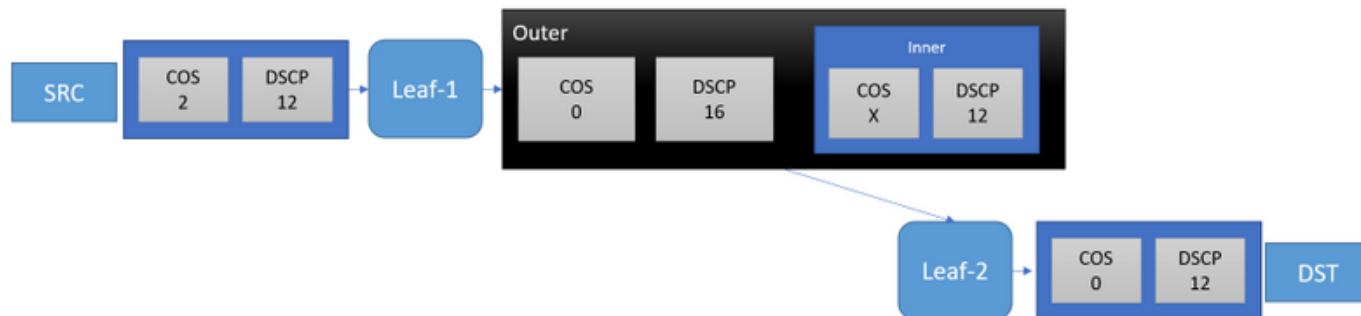 Outer
Inner
SRC
COS
2
DSCP
12
Leaf-1
COS
0
DSCP
16
COS
X
DSCP
12
Leaf-2
COS
0
DSCP
12
DST